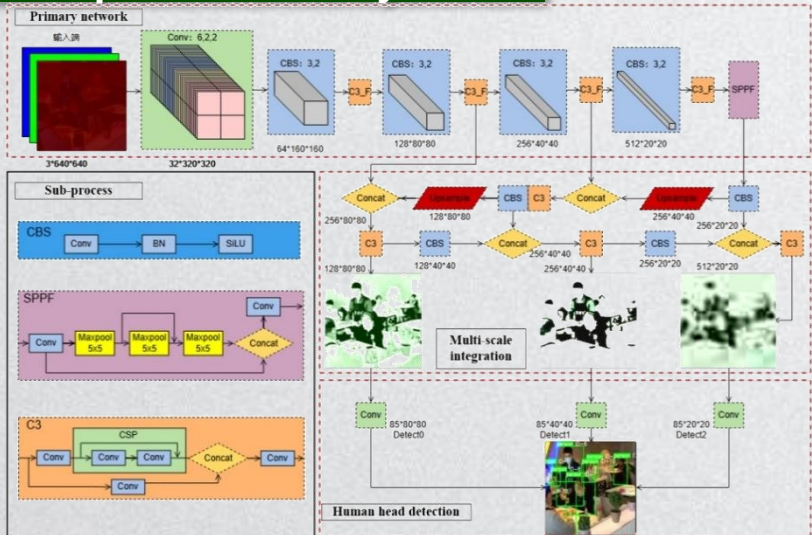 Primary network
输入端
Conv: 6,2,2
CBS: 3,2
CBS: 3,2
CBS: 3,2
CBS: 3,2
C3_F
C3_F
C3_F
C3_F
SPPF
3*640*640
32*320*320
64*160*160
128*80*80
256*40*40
512*20*20
Sub-process
CBS
Conv
BN
SiLU
SPPF
Conv
Maxpool
5x5
Maxpool
5x5
Maxpool
5x5
Concat
Conv
C3
CSP
Conv
Conv
Conv
Concat
Conv
Conv
Concat
Upsample
CBS
C3
Concat
Upsample
CBS
256*80*80
128*80*80
256*40*40
256*20*20
C3
CBS
Concat
C3
CBS
Concat
C3
128*80*80
128*40*40
256*40*40
256*40*40
256*20*20
512*20*20
Multi-scale
integration
Conv
85*80*80
Detect0
85*40*40
Detect1
Conv
85*20*20
Detect2
Conv
Human head detection